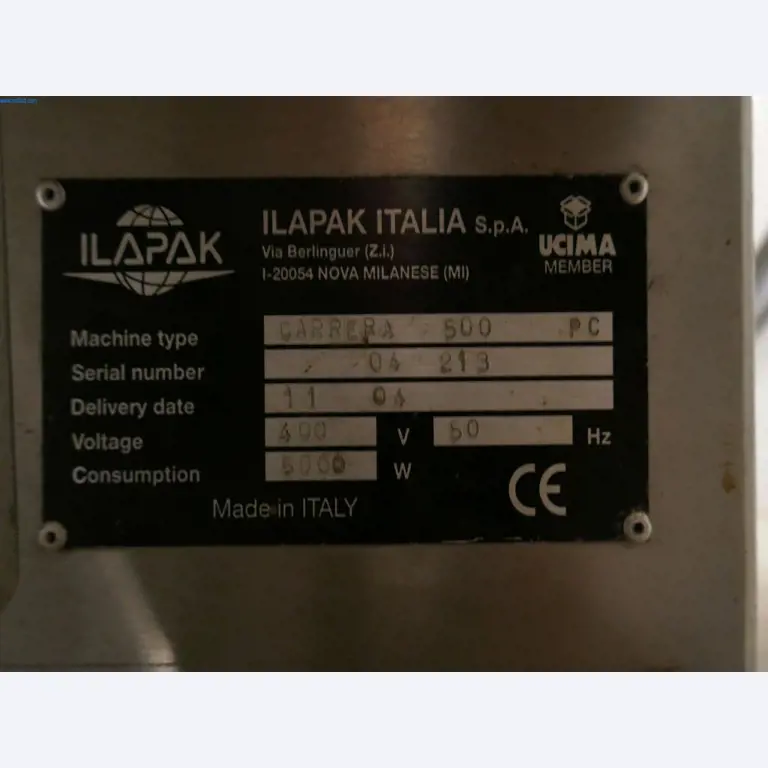 ILAPAK
ILAPAK ITALIA S.p.A.
Via Berlinguer (Z.i.)
I-20054 NOVA MILANESE (MI)
UCIMA
MEMBER
Machine type CARRERA 500 PC
Serial number 04 213
Delivery date 11 04
Voltage 400 V 50 Hz
Consumption 5000 W
Made in ITALY
CE